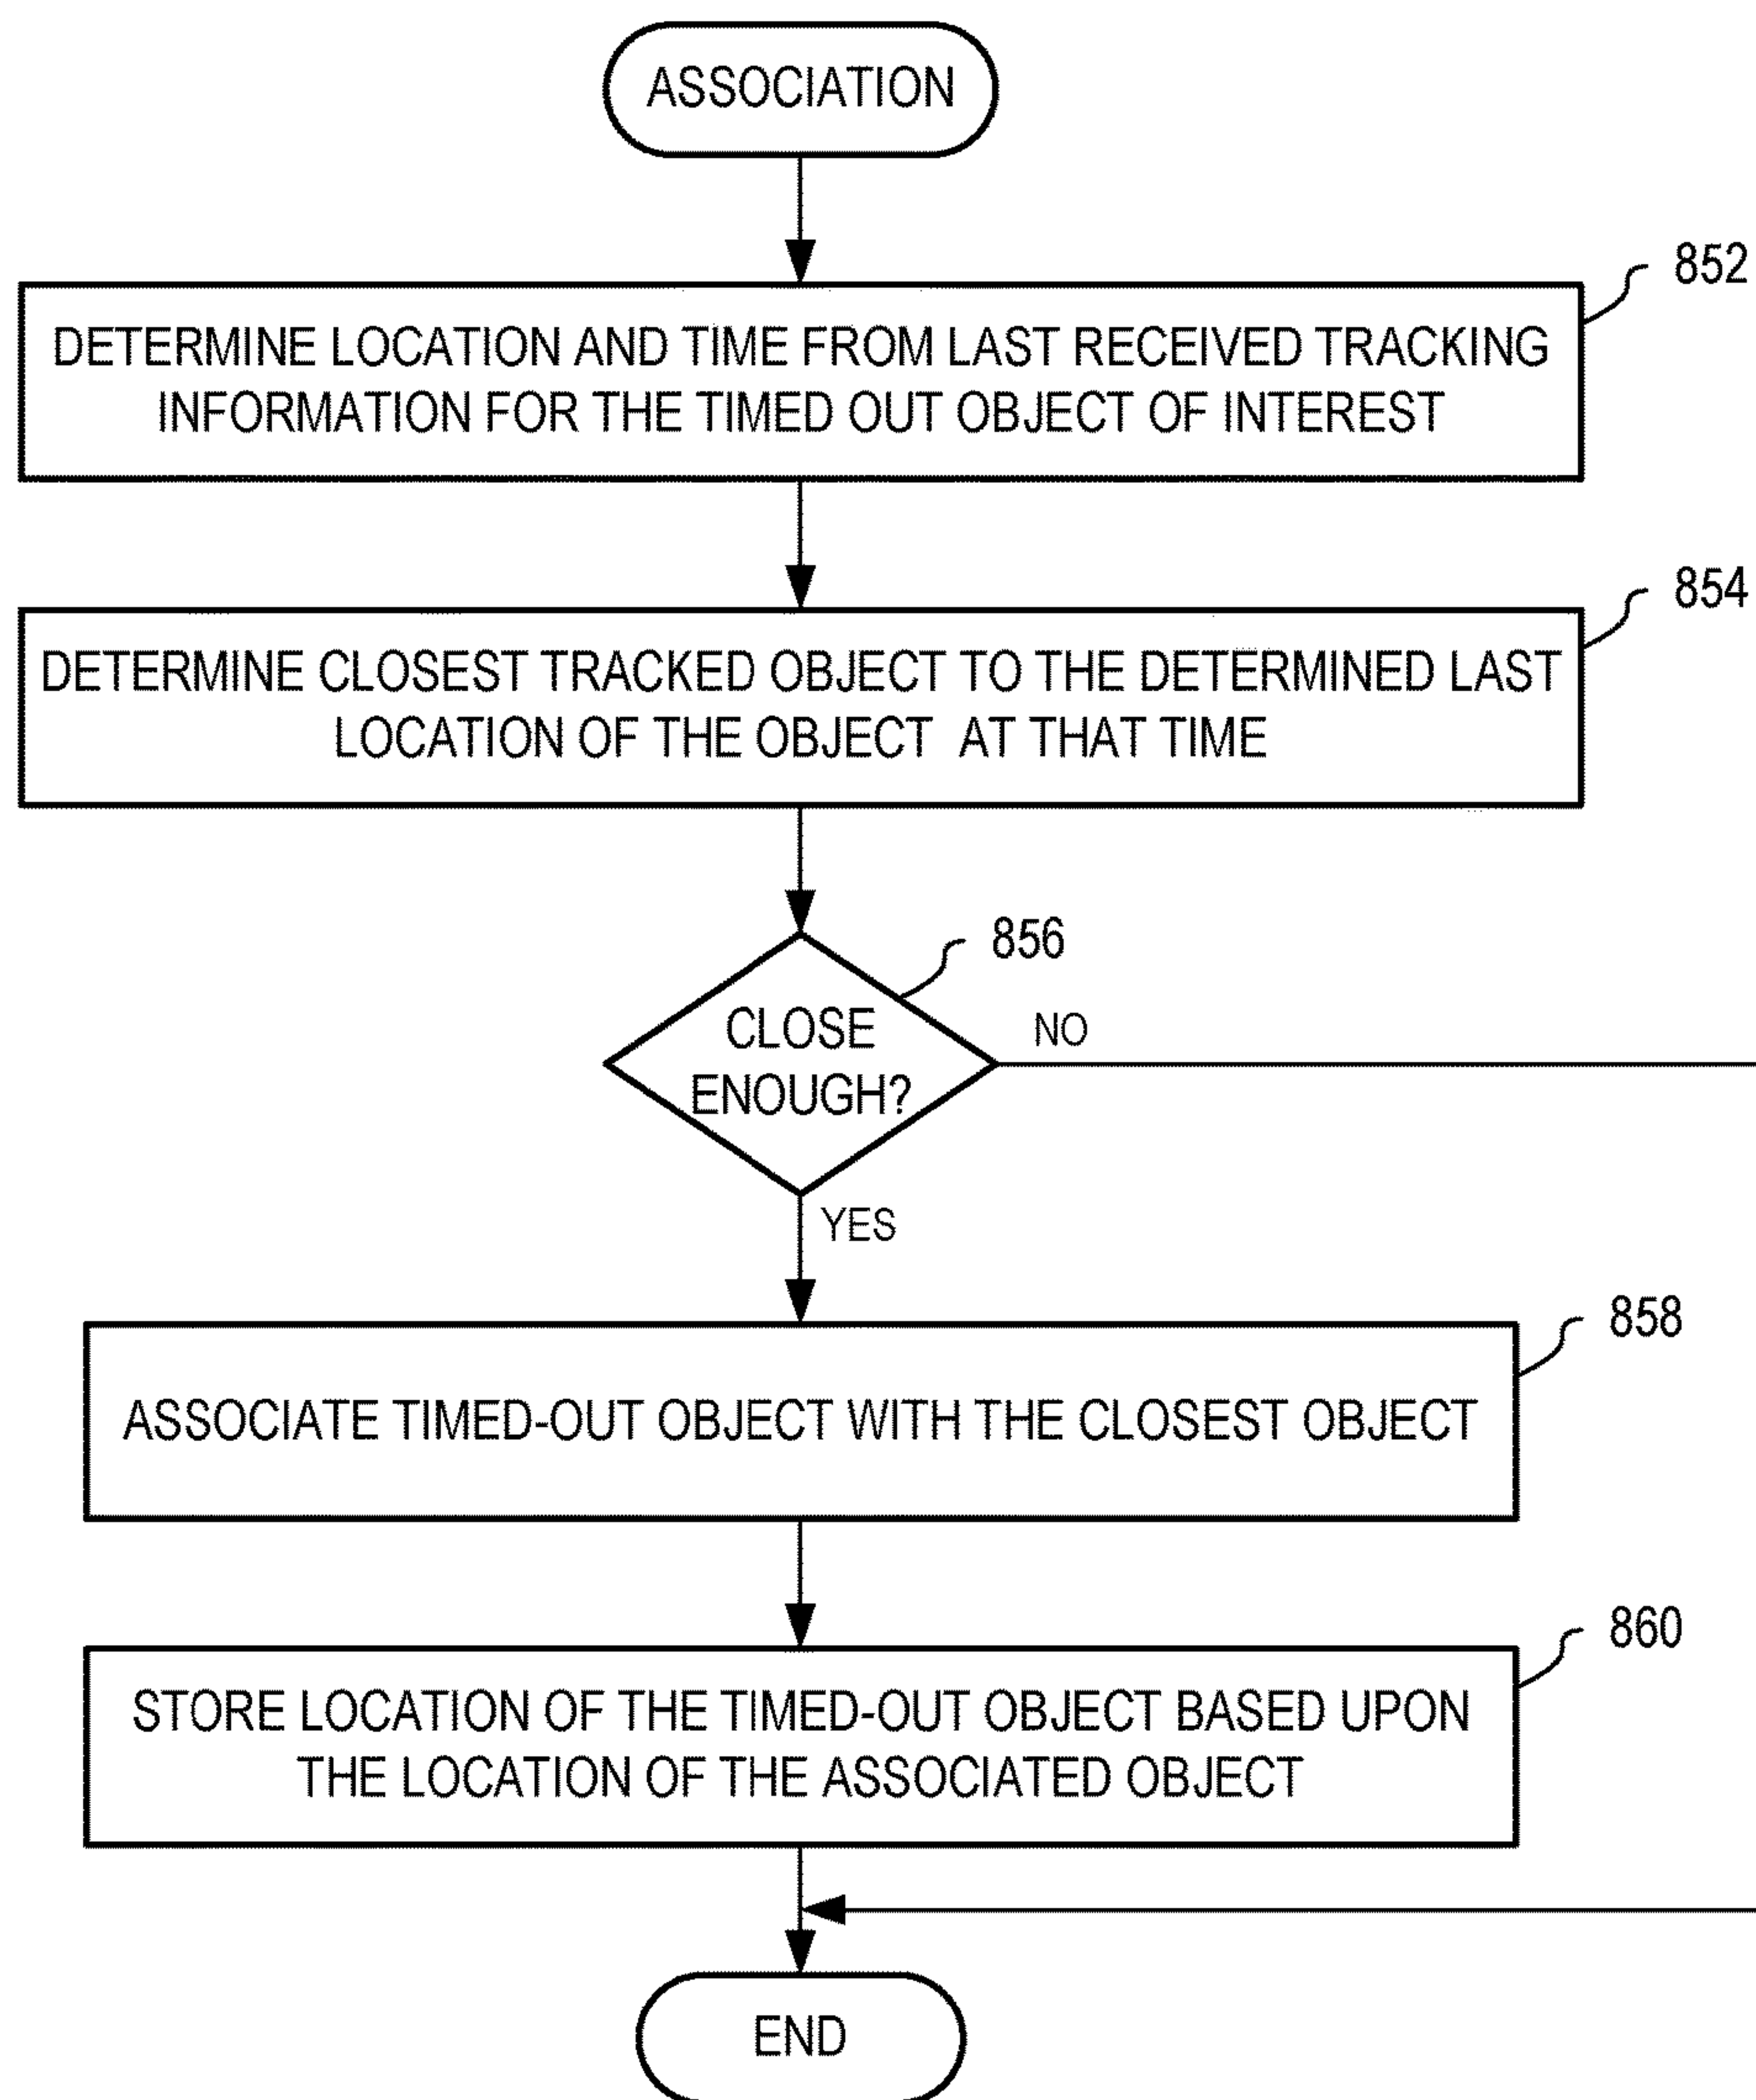 ASSOCIATION
852
DETERMINE LOCATION AND TIME FROM LAST RECEIVED TRACKING
INFORMATION FOR THE TIMED OUT OBJECT OF INTEREST
854
DETERMINE CLOSEST TRACKED OBJECT TO THE DETERMINED LAST
LOCATION OF THE OBJECT AT THAT TIME
856
CLOSE
ENOUGH?
NO
YES
858
ASSOCIATE TIMED-OUT OBJECT WITH THE CLOSEST OBJECT
860
STORE LOCATION OF THE TIMED-OUT OBJECT BASED UPON
THE LOCATION OF THE ASSOCIATED OBJECT
END